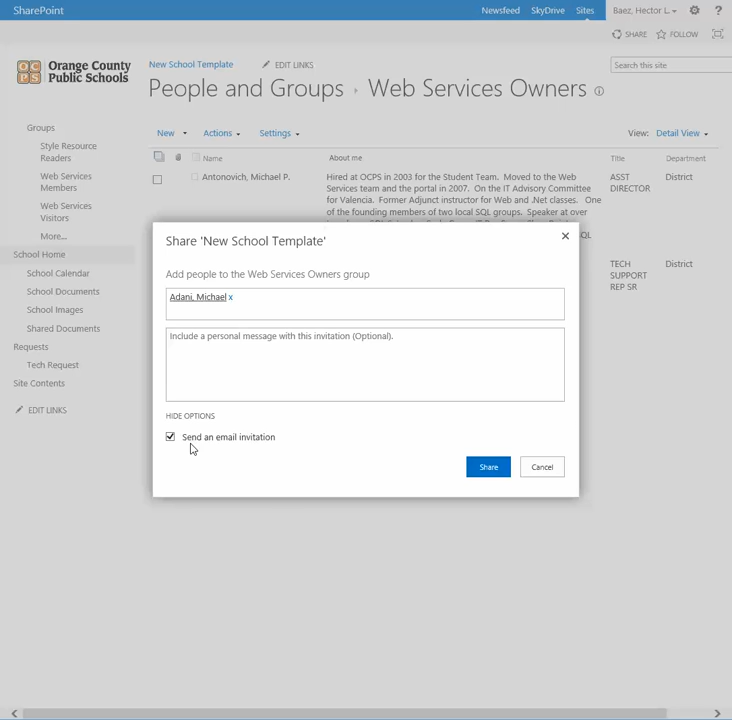 SharePoint
Newsfeed SkyDrive Sites Baez, Hector L. ?
SHARE FOLLOW
OC
PS
Orange County
Public Schools
New School Template EDIT LINKS
Search this site
People and Groups Web Services Owners
Groups
Style Resource
Readers
Web Services
Members
Web Services
Visitors
More...
School Home
School Calendar
School Documents
School Images
Shared Documents
Requests
Tech Request
Site Contents
EDIT LINKS
New Actions Settings View: Detail View
Name About me Title Department
Antonovich, Michael P. Hired at OCPS in 2003 for the Student Team. Moved to the Web ASST District
Services team and the portal in 2007. On the IT Advisory Committee DIRECTOR
for Valencia. Former Adjunct instructor for Web and .Net classes. One
of the founding members of two local SQL groups. Speaker at over
QL
TECH District
SUPPORT
REP SR
Share 'New School Template' ×
Add people to the Web Services Owners group
Adani, Michael x
Include a personal message with this invitation (Optional).
HIDE OPTIONS
Send an email invitation
Share Cancel